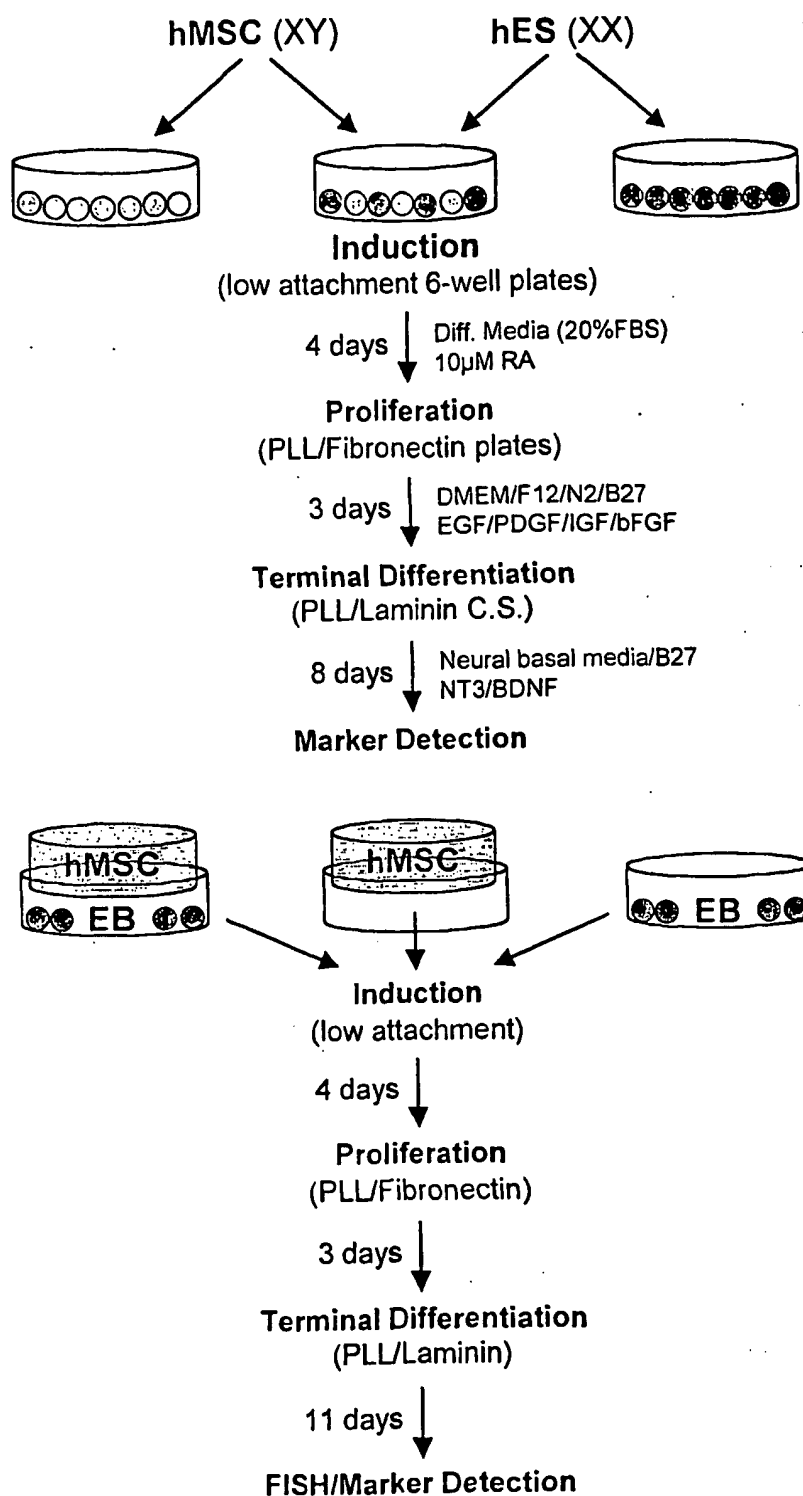 hMSC (XY) hES (XX)
Induction
(low attachment 6-well plates)
4 days Diff. Media (20%FBS)
10µM RA
Proliferation
(PLL/Fibronectin plates)
3 days DMEM/F12/N2/B27
EGF/PDGF/IGF/bFGF
Terminal Differentiation
(PLL/Laminin C.S.)
8 days Neural basal media/B27
NT3/BDNF
Marker Detection
hMSC hMSC
EB EB
Induction
(low attachment)
4 days
Proliferation
(PLL/Fibronectin)
3 days
Terminal Differentiation
(PLL/Laminin)
11 days
FISH/Marker Detection